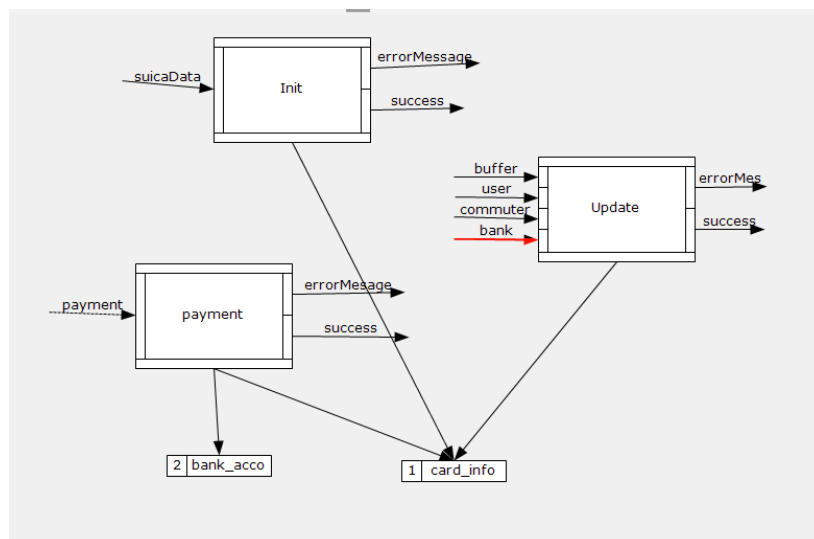 suicaData
Init
errorMessage
success
buffer
user
commuter
bank
Update
errorMes
success
payment
payment
errorMesage
success
2 bank_acco
1 card_info